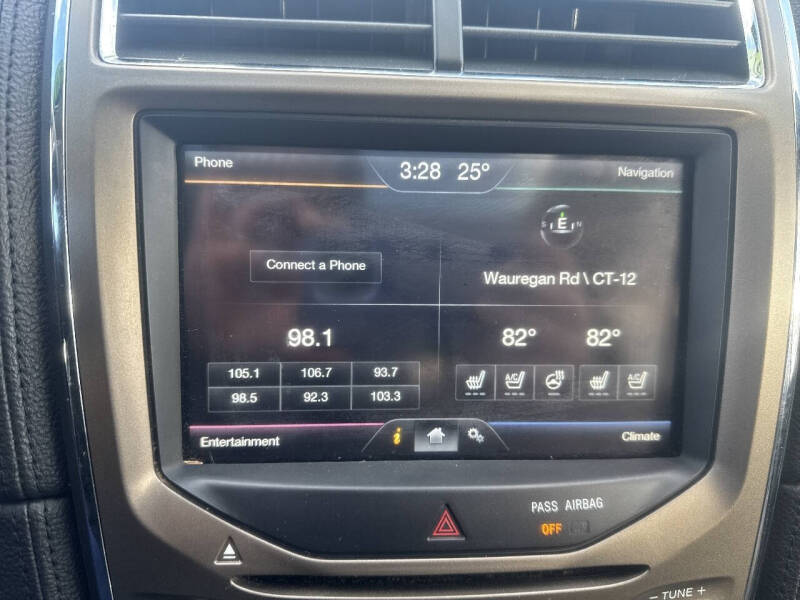 Phone
3:28 25°
Navigation
S E N
Connect a Phone
Wauregan Rd \ CT-12
98.1
82° 82°
105.1 106.7 93.7
98.5 92.3 103.3
A/C A/C
Entertainment
i
Climate
PASS AIRBAG
OFF
− TUNE +